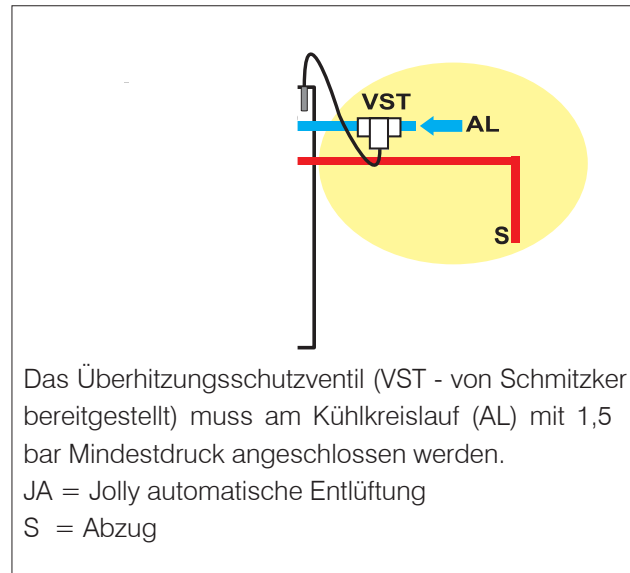 VST
AL
S
Das Überhitzungsschutzventil (VST - von Schmitzker
bereitgestellt) muss am Kühlkreislauf (AL) mit 1,5
bar Mindestdruck angeschlossen werden.
JA = Jolly automatische Entlüftung
S = Abzug